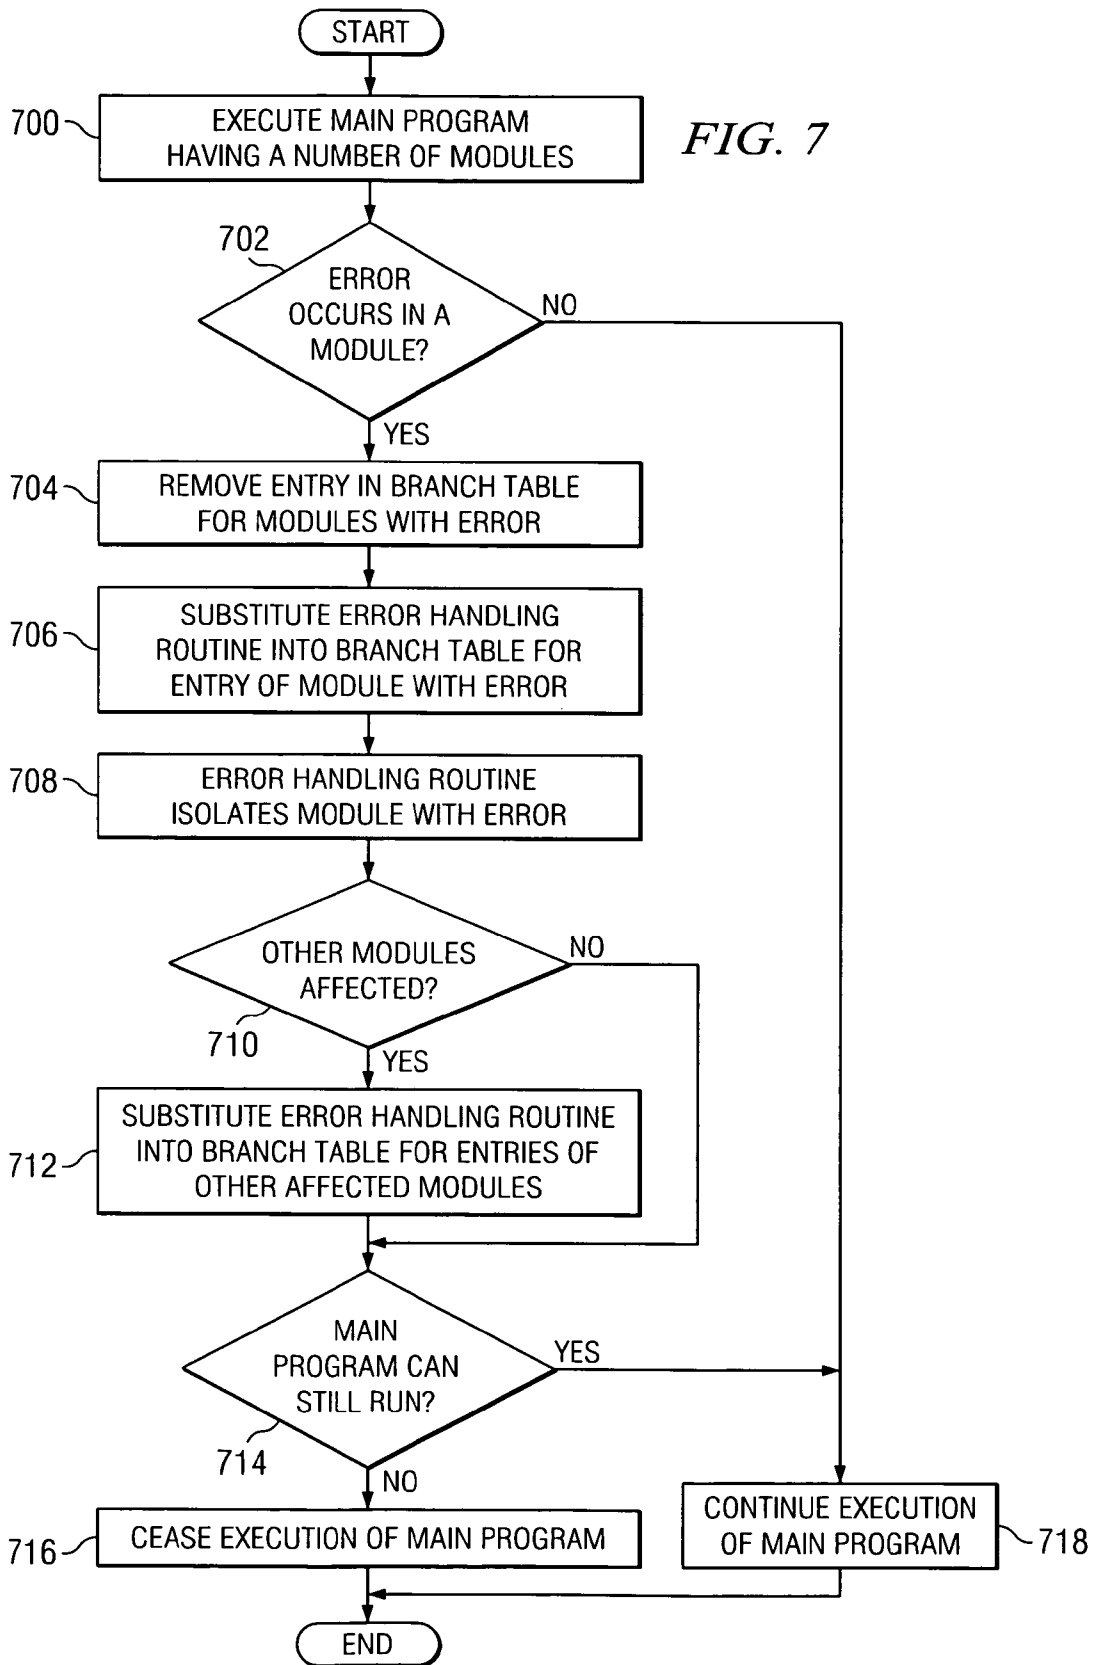 START
700
EXECUTE MAIN PROGRAM
HAVING A NUMBER OF MODULES
FIG. 7
702
ERROR
OCCURS IN A
MODULE?
NO
YES
704
REMOVE ENTRY IN BRANCH TABLE
FOR MODULES WITH ERROR
706
SUBSTITUTE ERROR HANDLING
ROUTINE INTO BRANCH TABLE FOR
ENTRY OF MODULE WITH ERROR
708
ERROR HANDLING ROUTINE
ISOLATES MODULE WITH ERROR
OTHER MODULES
AFFECTED?
NO
710
YES
712
SUBSTITUTE ERROR HANDLING ROUTINE
INTO BRANCH TABLE FOR ENTRIES OF
OTHER AFFECTED MODULES
MAIN
PROGRAM CAN
STILL RUN?
YES
714
NO
716
CEASE EXECUTION OF MAIN PROGRAM
CONTINUE EXECUTION
OF MAIN PROGRAM
718
END